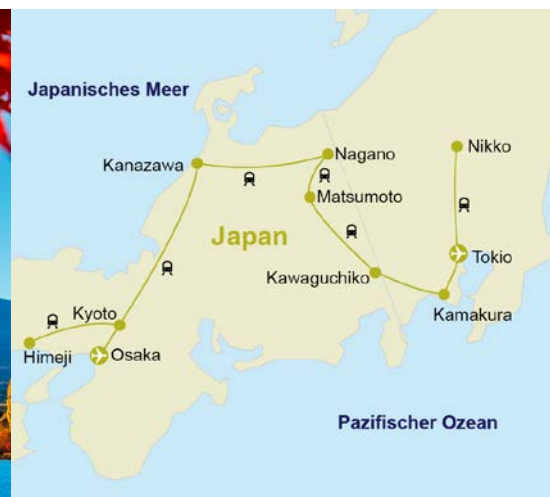 Japanisches Meer
Nikko
Nagano
Kanazawa
Matsumoto
Japan
Tokio
Kawaguchiko
Kamakura
Kyoto
Himeji
Osaka
Pazifischer Ozean